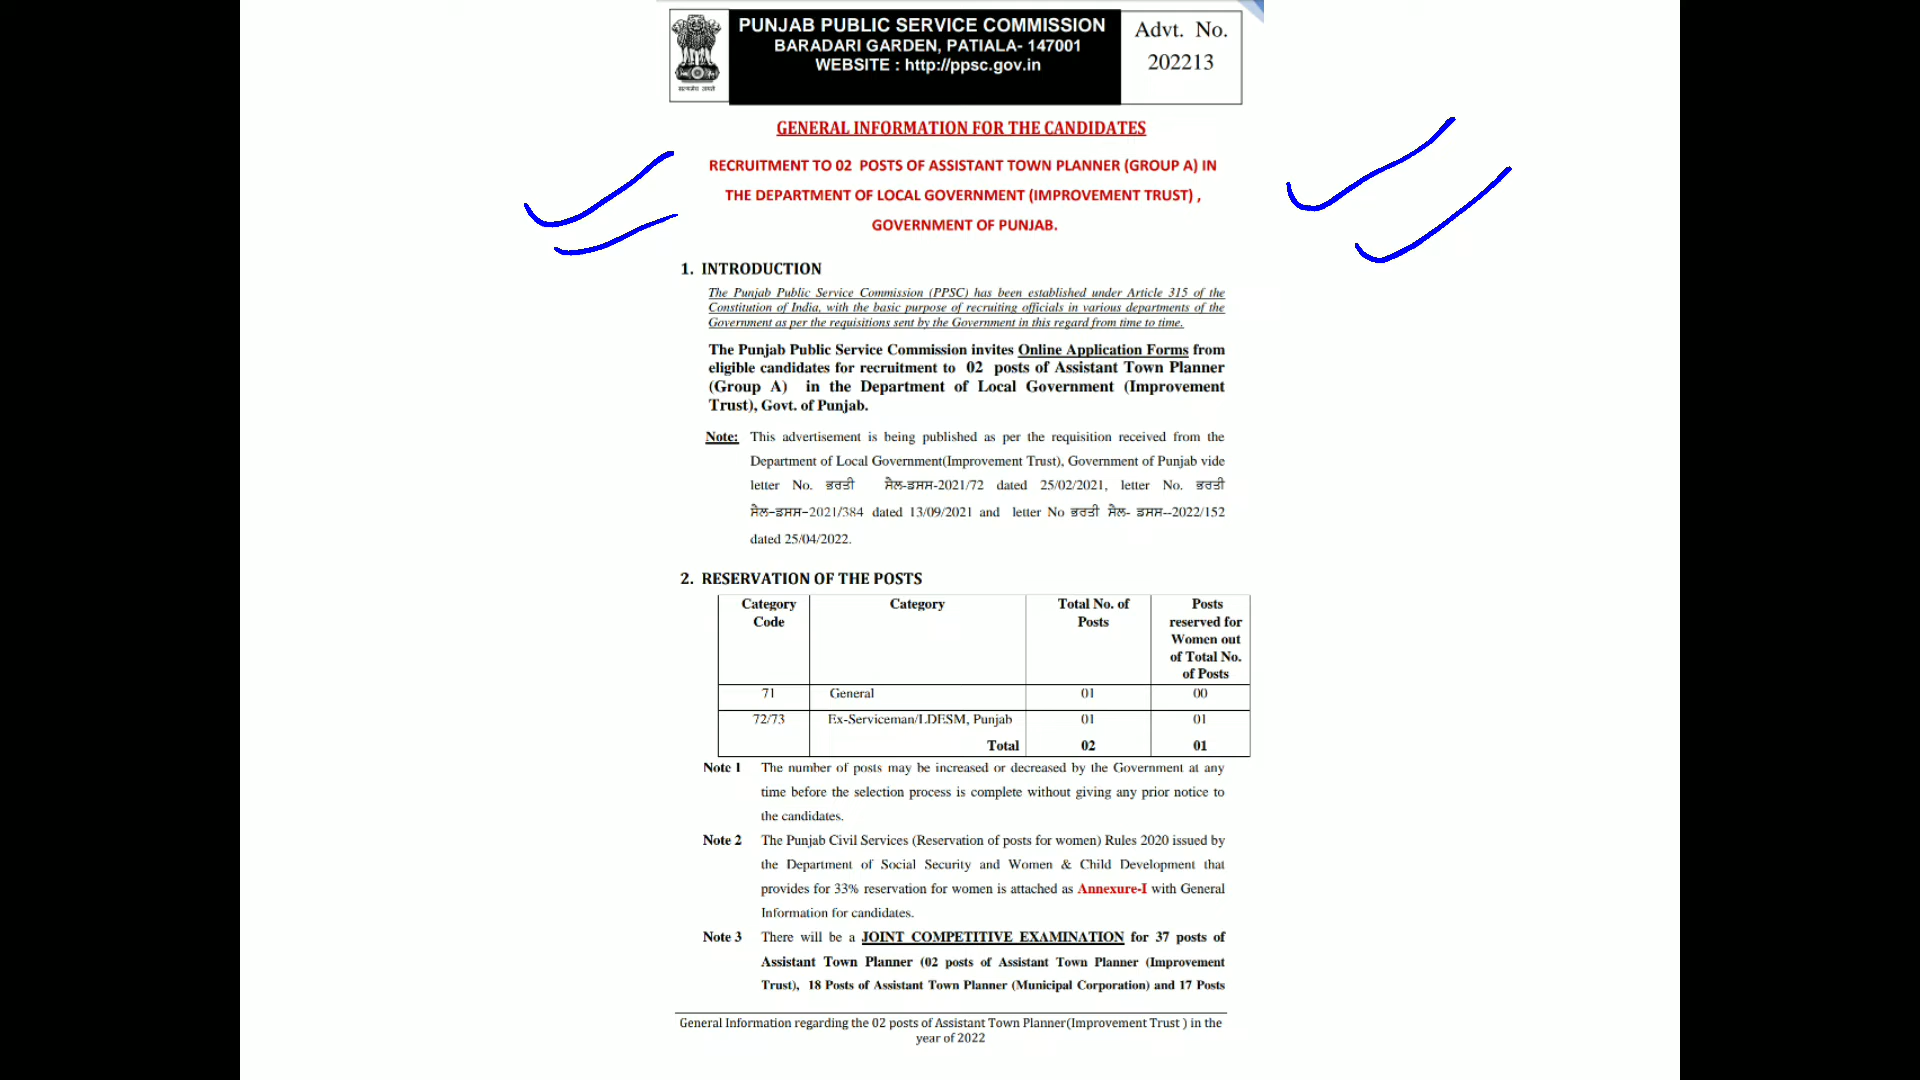 PUNJAB PUBLIC SERVICE COMMISSION
BARADARI GARDEN, PATIALA- 147001
WEBSITE : http://ppsc.gov.in
Advt. No.
202213
सत्यमेव जयते
GENERAL INFORMATION FOR THE CANDIDATES
RECRUITMENT TO 02 POSTS OF ASSISTANT TOWN PLANNER (GROUP A) IN
THE DEPARTMENT OF LOCAL GOVERNMENT (IMPROVEMENT TRUST) ,
GOVERNMENT OF PUNJAB.
1. INTRODUCTION
The Punjab Public Service Commission (PPSC) has been established under Article 315 of the
Constitution of India, with the basic purpose of recruiting officials in various departments of the
Government as per the requisitions sent by the Government in this regard from time to time.
The Punjab Public Service Commission invites Online Application Forms from
eligible candidates for recruitment to 02 posts of Assistant Town Planner
(Group A) in the Department of Local Government (Improvement
Trust), Govt. of Punjab.
Note: This advertisement is being published as per the requisition received from the
Department of Local Government(Improvement Trust), Government of Punjab vide
letter No. ਭਰਤੀ ਸੈਲ-ਡਸਸ-2021/72 dated 25/02/2021, letter No. ਭਰਤੀ
ਸੈਲ-ਡਸਸ-2021/384 dated 13/09/2021 and letter No ਭਰਤੀ ਸੈਲ- ਡਸਸ--2022/152
dated 25/04/2022.
2. RESERVATION OF THE POSTS
Category Code Category Total No. of Posts Posts reserved for Women out of Total No. of Posts
71 General 01 00
72/73 Ex-Serviceman/LDESM, Punjab 01 01
Total 02 01
Note 1 The number of posts may be increased or decreased by the Government at any
time before the selection process is complete without giving any prior notice to
the candidates.
Note 2 The Punjab Civil Services (Reservation of posts for women) Rules 2020 issued by
the Department of Social Security and Women & Child Development that
provides for 33% reservation for women is attached as Annexure-I with General
Information for candidates.
Note 3 There will be a JOINT COMPETITIVE EXAMINATION for 37 posts of
Assistant Town Planner (02 posts of Assistant Town Planner (Improvement
Trust), 18 Posts of Assistant Town Planner (Municipal Corporation) and 17 Posts
General Information regarding the 02 posts of Assistant Town Planner(Improvement Trust ) in the
year of 2022